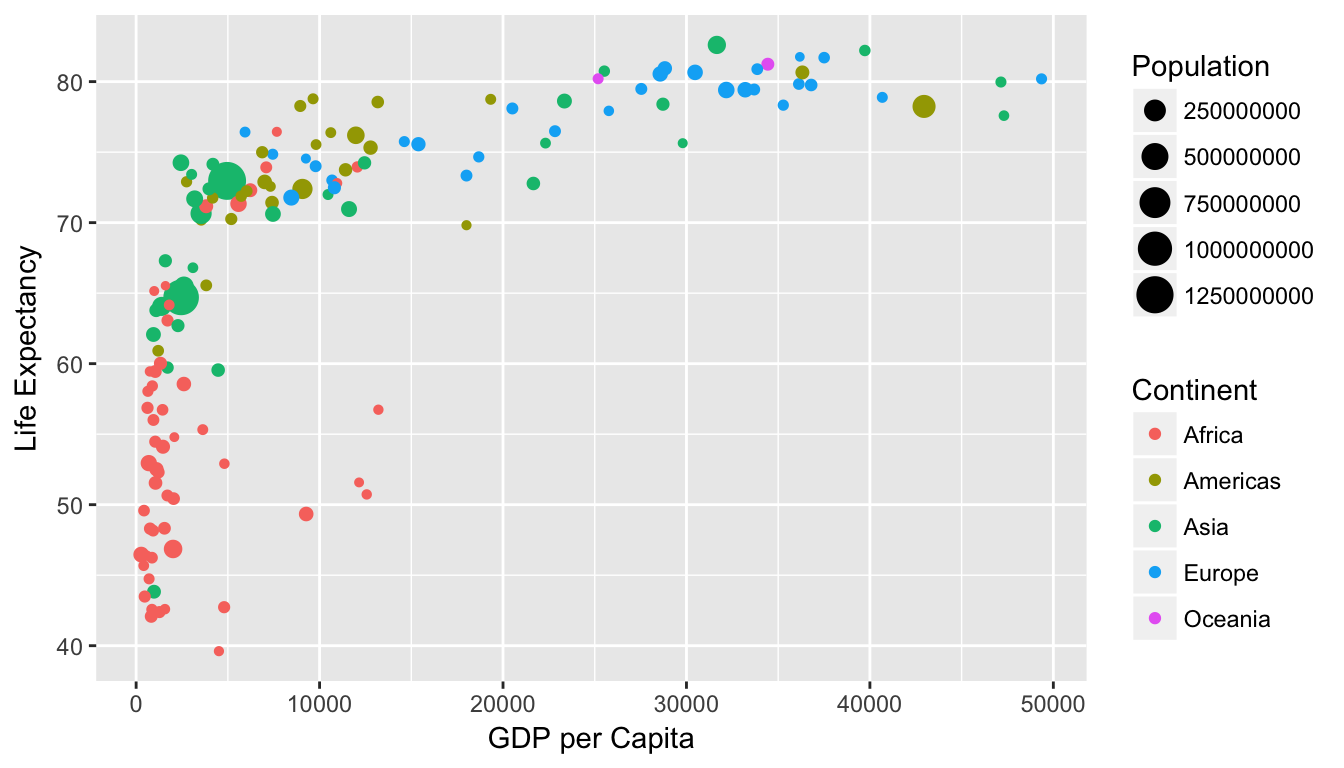 80
70
60
50
40
Life Expectancy
0 10000 20000 30000 40000 50000
GDP per Capita
Population
250000000
500000000
750000000
1000000000
1250000000
Continent
Africa
Americas
Asia
Europe
Oceania